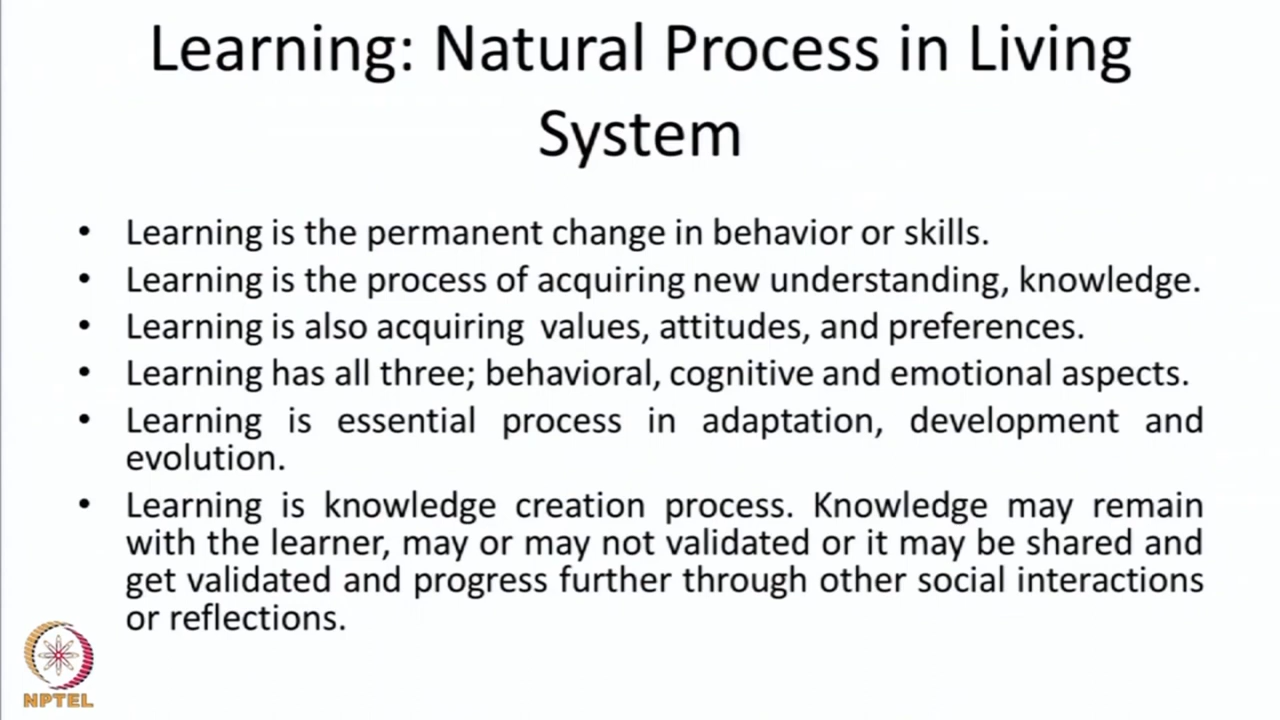 Learning: Natural Process in Living
System
• Learning is the permanent change in behavior or skills.
• Learning is the process of acquiring new understanding, knowledge.
• Learning is also acquiring values, attitudes, and preferences.
• Learning has all three; behavioral, cognitive and emotional aspects.
• Learning is essential process in adaptation, development and
evolution.
• Learning is knowledge creation process. Knowledge may remain
with the learner, may or may not validated or it may be shared and
get validated and progress further through other social interactions
or reflections.
NPTEL